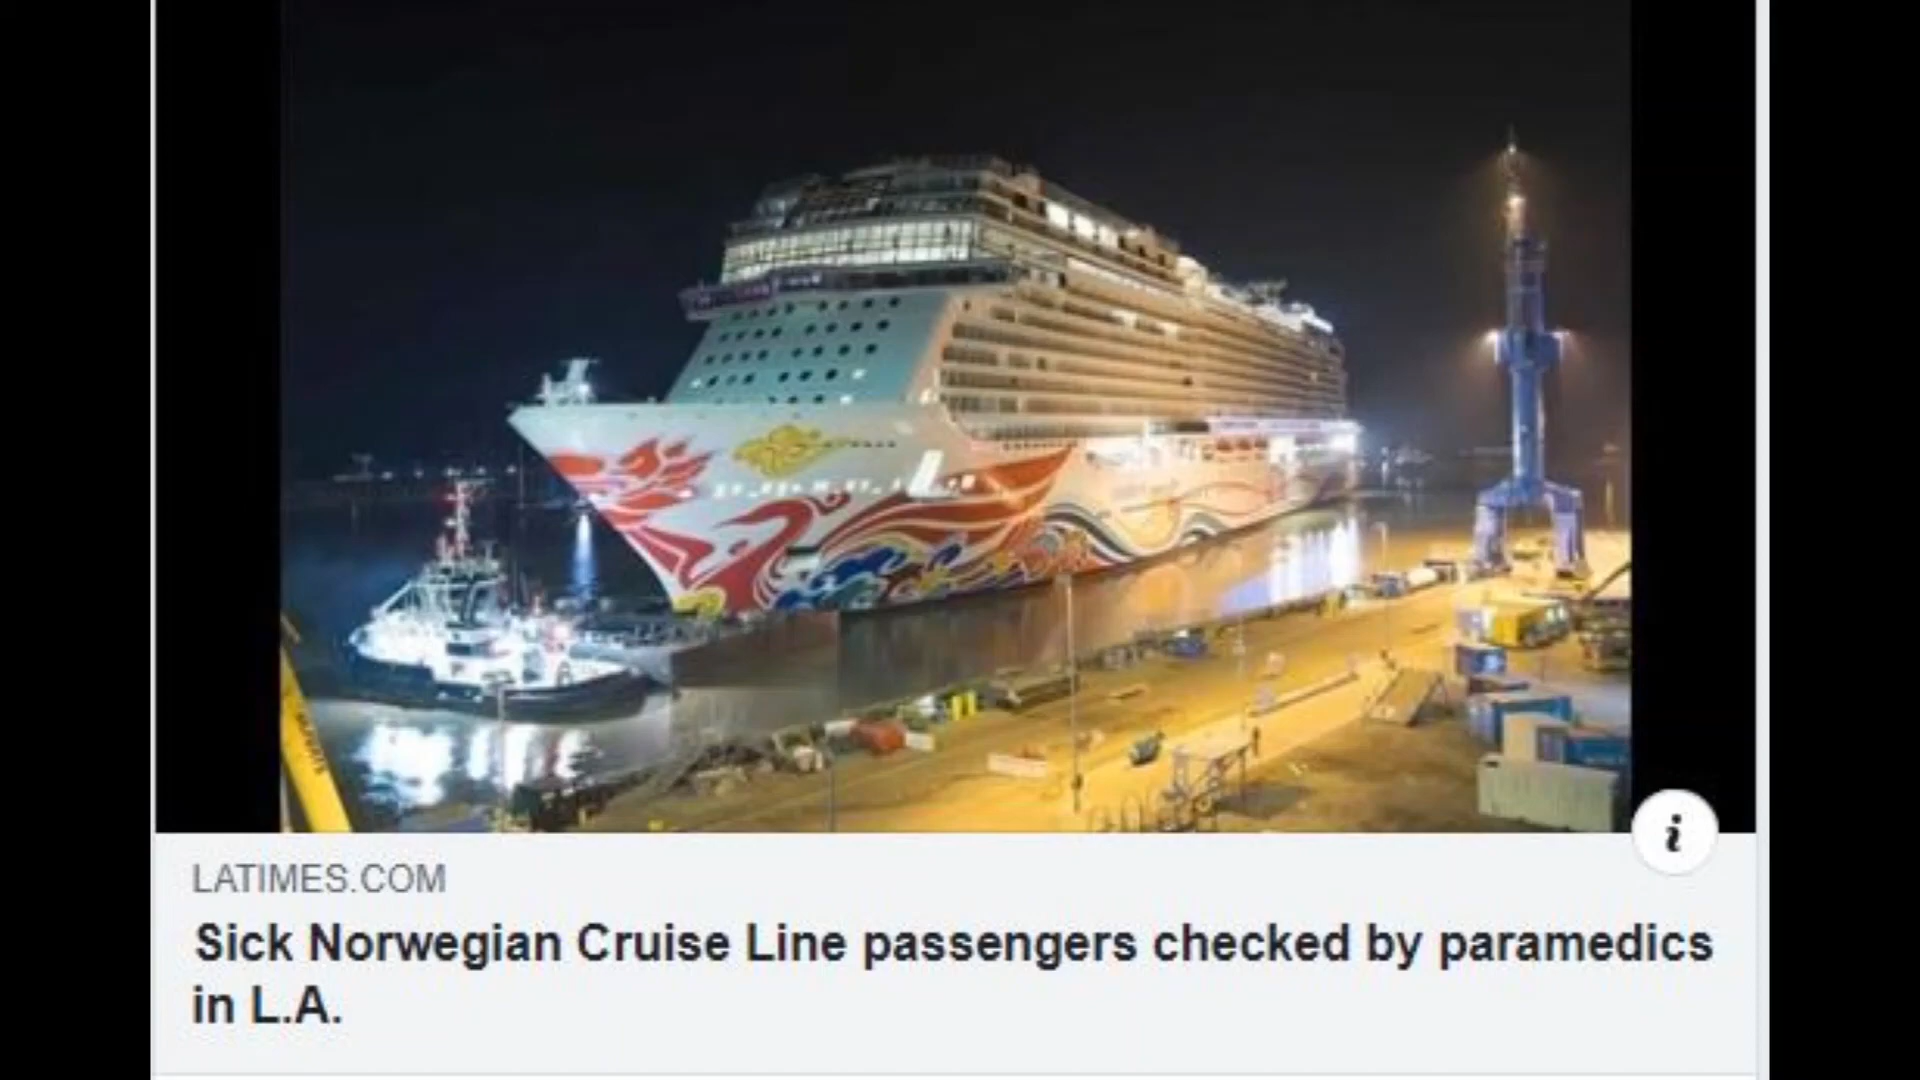 LATIMES.COM
Sick Norwegian Cruise Line passengers checked by paramedics
in L.A.